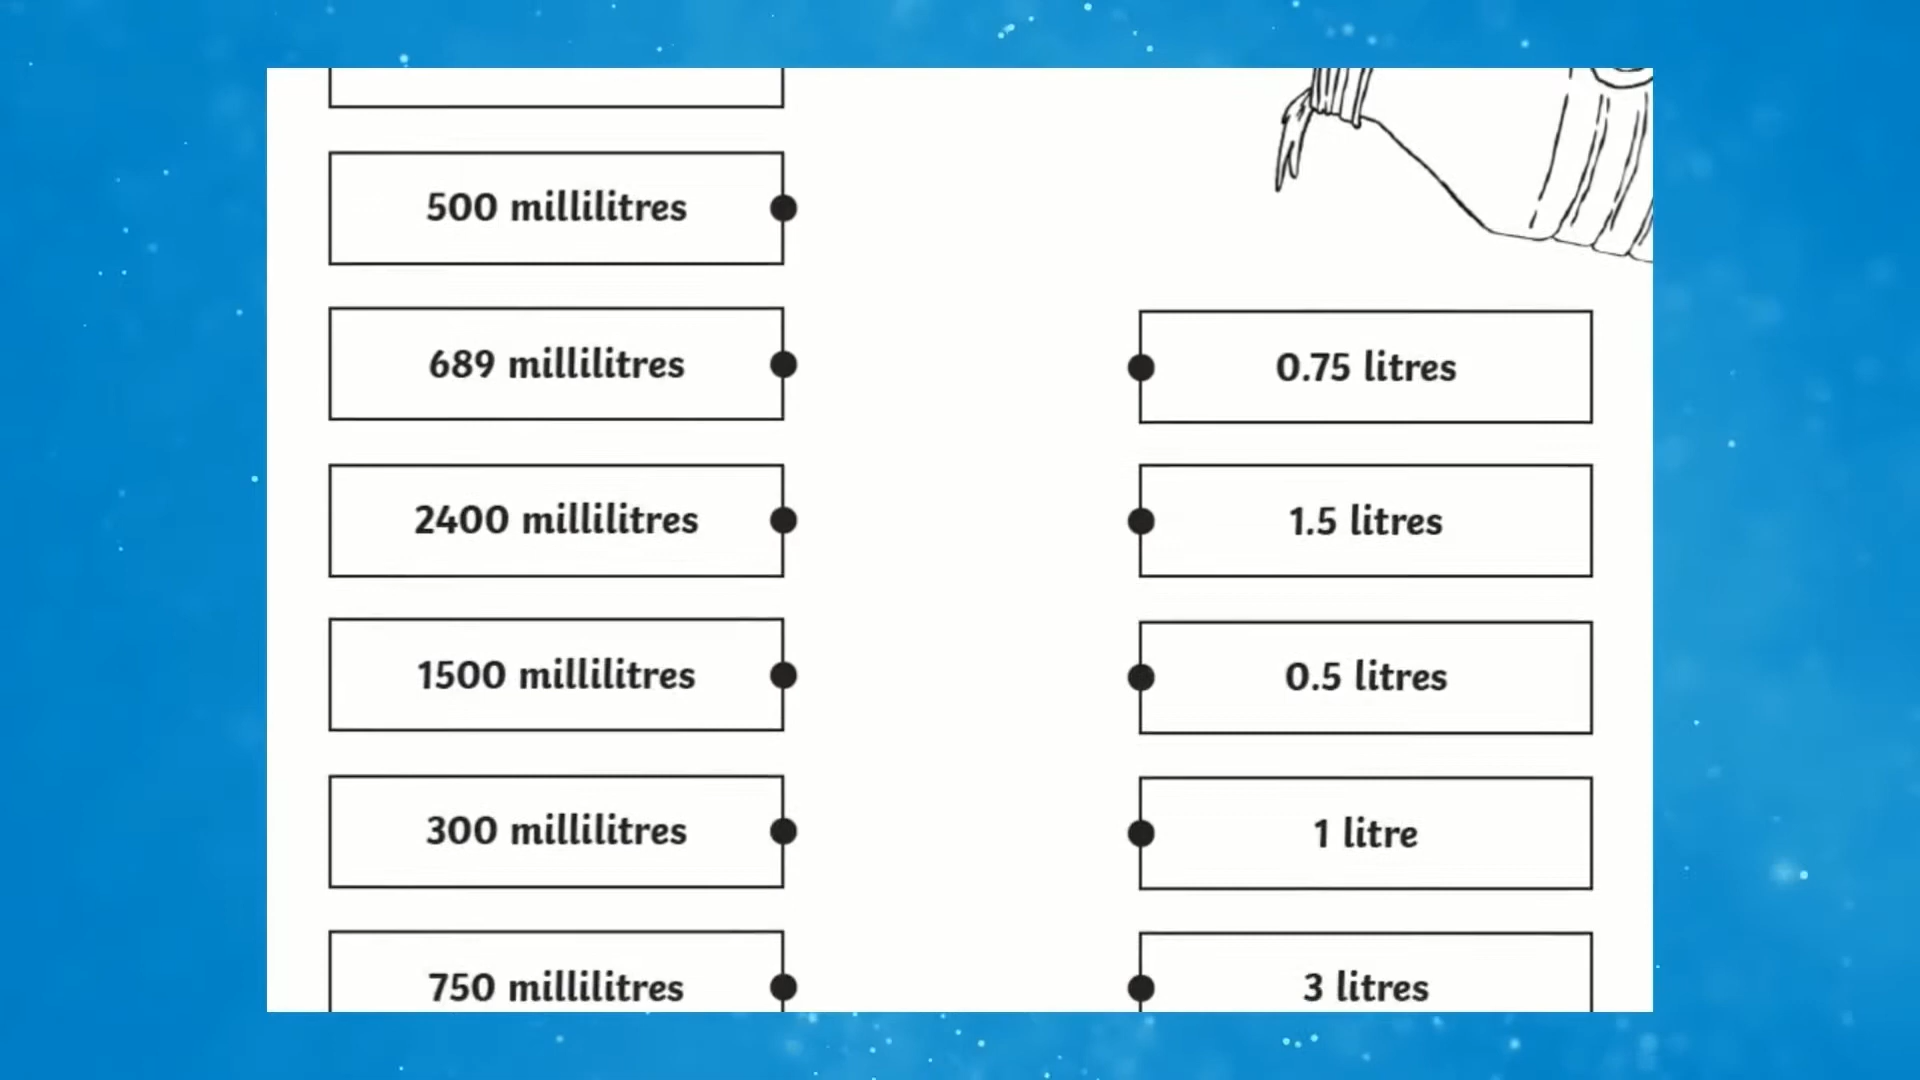 500 millilitres
689 millilitres
2400 millilitres
1500 millilitres
300 millilitres
750 millilitres
0.75 litres
1.5 litres
0.5 litres
1 litre
3 litres